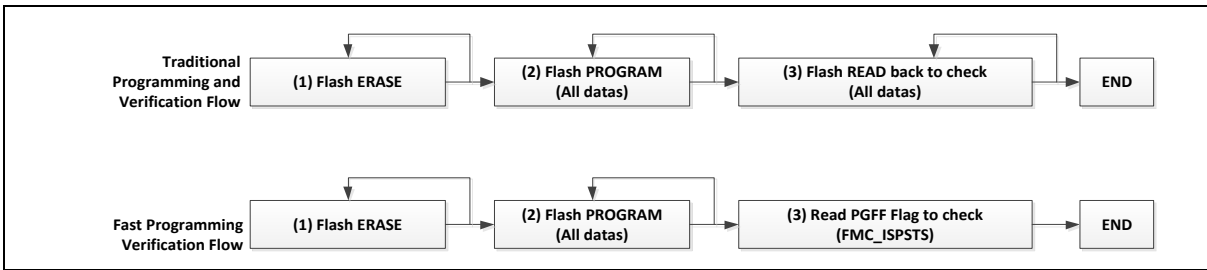 Traditional
Programming and
Verification Flow
(1) Flash ERASE
(2) Flash PROGRAM
(All datas)
(3) Flash READ back to check
(All datas)
END
Fast Programming
Verification Flow
(1) Flash ERASE
(2) Flash PROGRAM
(All datas)
(3) Read PGFF Flag to check
(FMC_ISPSTS)
END